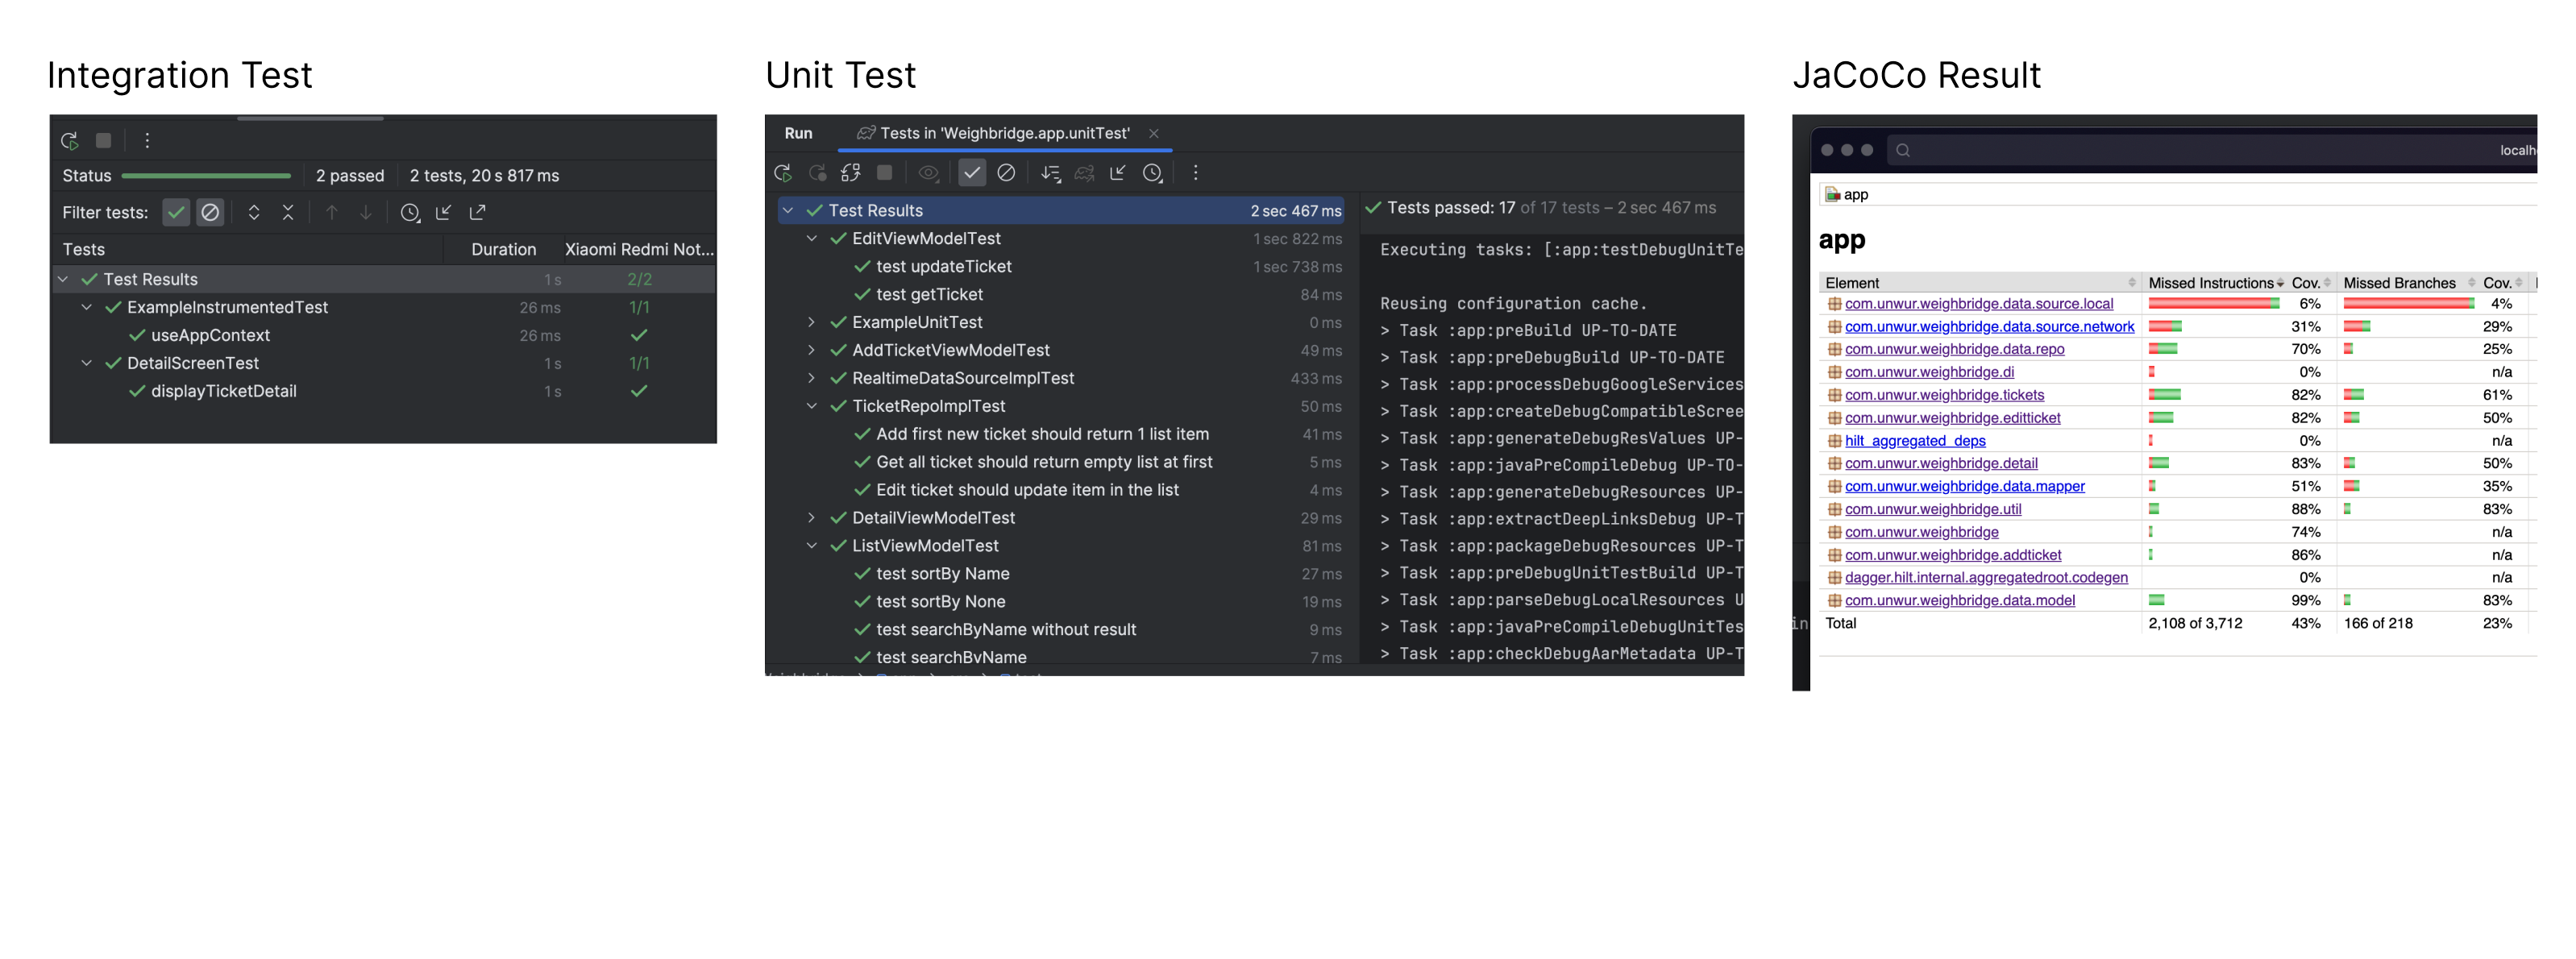 Integration Test
Status 2 passed 2 tests, 20 s 817 ms
Filter tests:
Tests Duration Xiaomi Redmi Not...
Test Results 1 s 2/2
ExampleInstrumentedTest 26 ms 1/1
useAppContext 26 ms
DetailScreenTest 1 s 1/1
displayTicketDetail 1 s
Unit Test
Run Tests in 'Weighbridge.app.unitTest'
Test Results 2 sec 467 ms
EditViewModelTest 1 sec 822 ms
test updateTicket 1 sec 738 ms
test getTicket 84 ms
ExampleUnitTest 0 ms
AddTicketViewModelTest 49 ms
RealtimeDataSourceImplTest 433 ms
TicketRepoImplTest 50 ms
Add first new ticket should return 1 list item 41 ms
Get all ticket should return empty list at first 5 ms
Edit ticket should update item in the list 4 ms
DetailViewModelTest 29 ms
ListViewModelTest 81 ms
test sortBy Name 27 ms
test sortBy None 19 ms
test searchByName without result 9 ms
test searchByName 7 ms
Tests passed: 17 of 17 tests – 2 sec 467 ms
Executing tasks: [:app:testDebugUnitTe
Reusing configuration cache.
> Task :app:preBuild UP-TO-DATE
> Task :app:preDebugBuild UP-TO-DATE
> Task :app:processDebugGoogleServices
> Task :app:createDebugCompatibleScree
> Task :app:generateDebugResValues UP-
> Task :app:javaPreCompileDebug UP-TO-
> Task :app:generateDebugResources UP-
> Task :app:extractDeepLinksDebug UP-T
> Task :app:packageDebugResources UP-T
> Task :app:preDebugUnitTestBuild UP-T
> Task :app:parseDebugLocalResources U
> Task :app:javaPreCompileDebugUnitTes
> Task :app:checkDebugAarMetadata UP-T
JaCoCo Result
localh
app
app
Element Missed Instructions Cov. Missed Branches Cov.
com.unwur.weighbridge.data.source.local 6% 4%
com.unwur.weighbridge.data.source.network 31% 29%
com.unwur.weighbridge.data.repo 70% 25%
com.unwur.weighbridge.di 0% n/a
com.unwur.weighbridge.tickets 82% 61%
com.unwur.weighbridge.editticket 82% 50%
hilt_aggregated_deps 0% n/a
com.unwur.weighbridge.detail 83% 50%
com.unwur.weighbridge.data.mapper 51% 35%
com.unwur.weighbridge.util 88% 83%
com.unwur.weighbridge 74% n/a
com.unwur.weighbridge.addticket 86% n/a
dagger.hilt.internal.aggregatedroot.codegen 0% n/a
com.unwur.weighbridge.data.model 99% 83%
Total 2,108 of 3,712 43% 166 of 218 23%
in